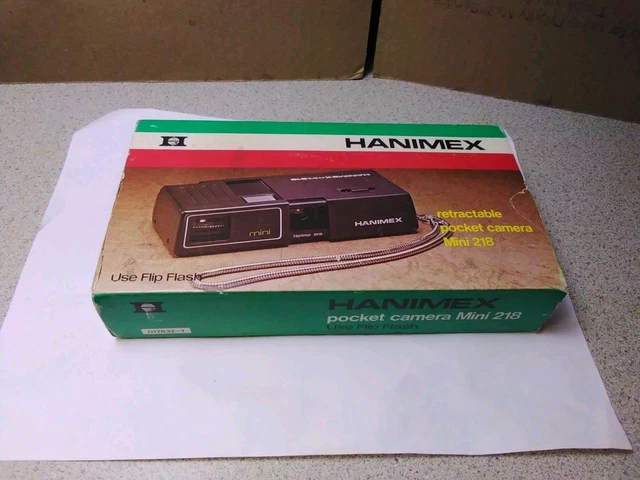 H HANIMEX
HANIMEX
mini
HANIMEX
retractable
pocket camera
Mini 218
Use Flip Flash
H HANIMEX
pocket camera Mini 218
Use Flip Flash